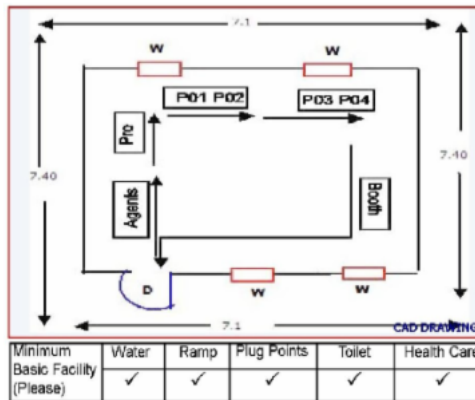 7.1
W W
P01 P02 P03 P04
Pro
7.40 7.40
Agents Booth
D W W
7.1
CAD DRAWING
Minimum Basic Facility (Please) Water Ramp Plug Points Toilet Health Care
✓ ✓ ✓ ✓ ✓